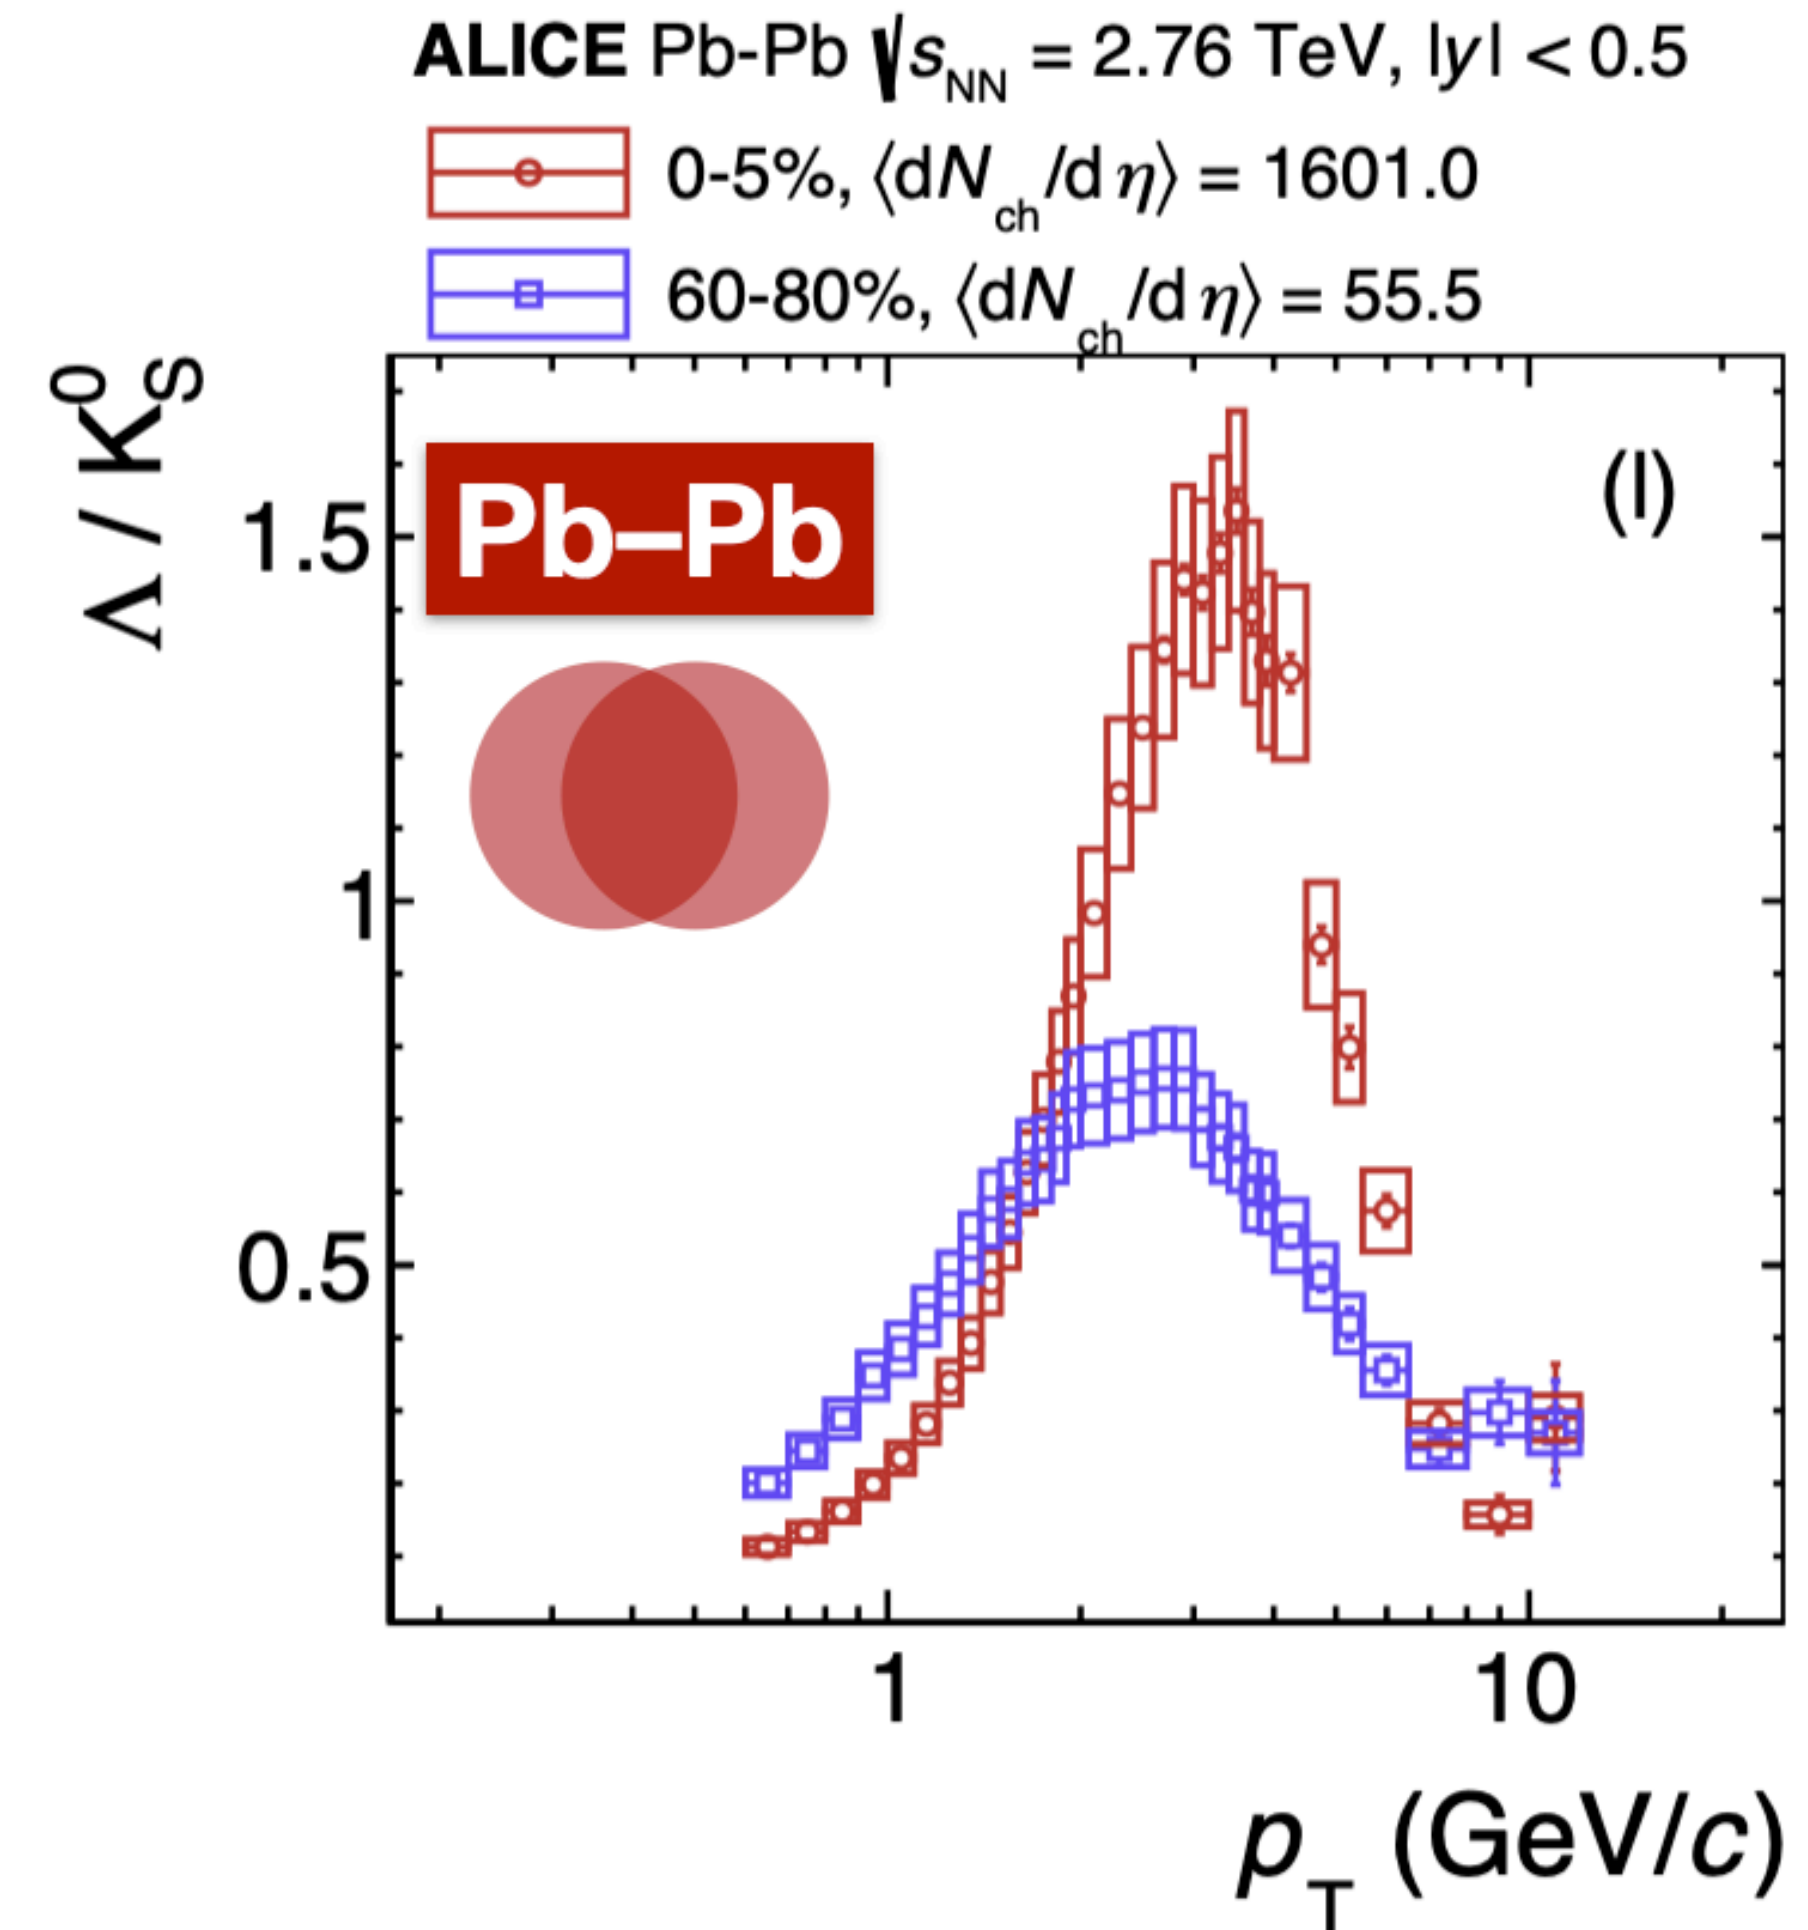 ALICE Pb-Pb √sNN = 2.76 TeV, |y| < 0.5
0-5%, ⟨dNch/dη⟩ = 1601.0
60-80%, ⟨dNch/dη⟩ = 55.5
Λ / K0S
Pb–Pb
(l)
1.5
1
0.5
1
10
pT (GeV/c)